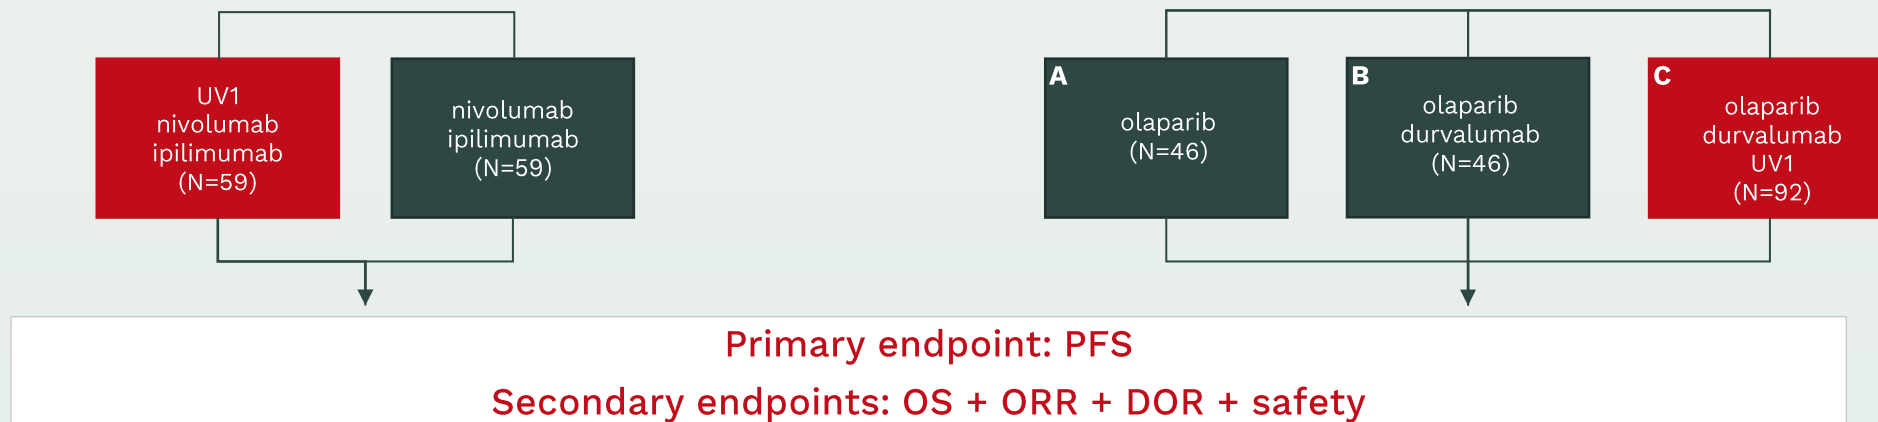 UV1
nivolumab
ipilimumab
(N=59)
nivolumab
ipilimumab
(N=59)
A
olaparib
(N=46)
B
olaparib
durvalumab
(N=46)
C
olaparib
durvalumab
UV1
(N=92)
Primary endpoint: PFS
Secondary endpoints: OS + ORR + DOR + safety